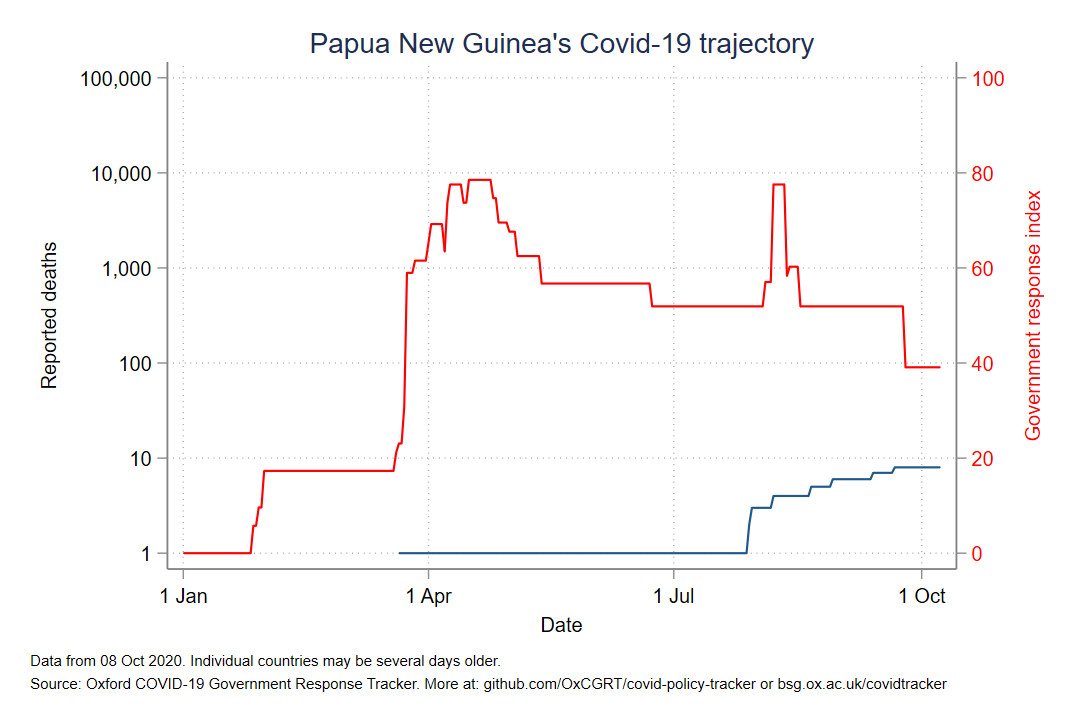 Papua New Guinea's Covid-19 trajectory
100,000
10,000
1,000
100
10
1
Reported deaths
100
80
60
40
20
0
Government response index
1 Jan
1 Apr
1 Jul
1 Oct
Date
Data from 08 Oct 2020. Individual countries may be several days older.
Source: Oxford COVID-19 Government Response Tracker. More at: github.com/OxCGRT/covid-policy-tracker or bsg.ox.ac.uk/covidtracker